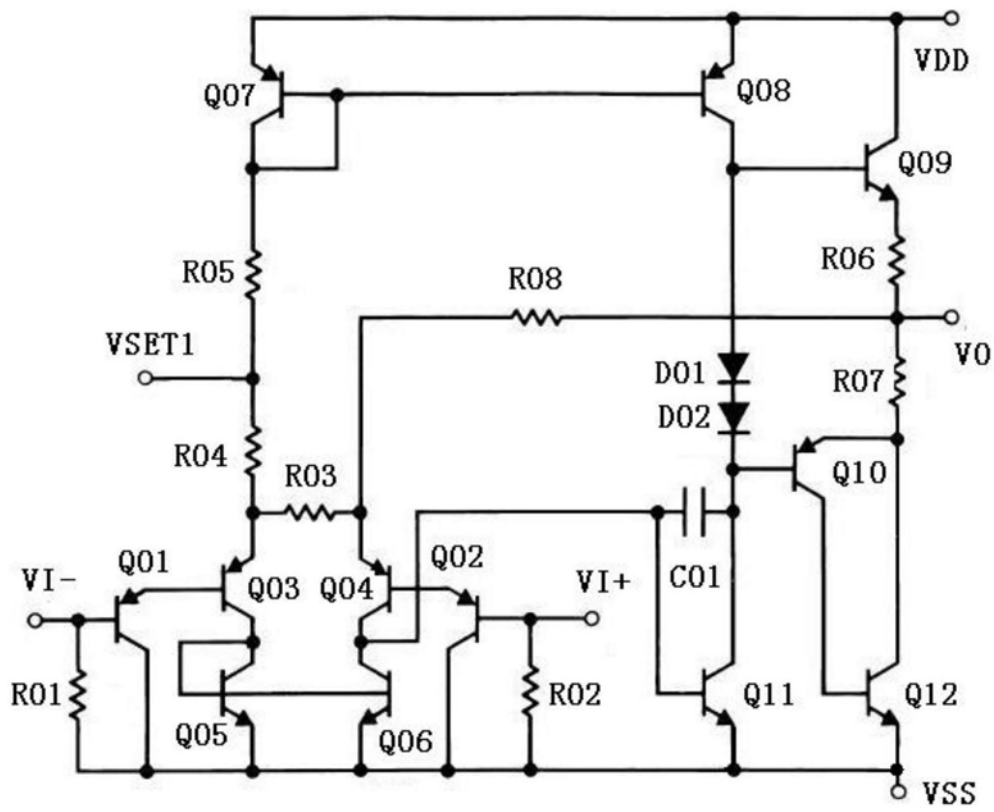 VDD
Q07
Q08
Q09
R05
R06
R08
VSET1
VO
D01
R07
D02
R04
R03
Q10
Q01
Q02
VI-
Q03
Q04
VI+
C01
R01
R02
Q11
Q12
Q05
Q06
VSS